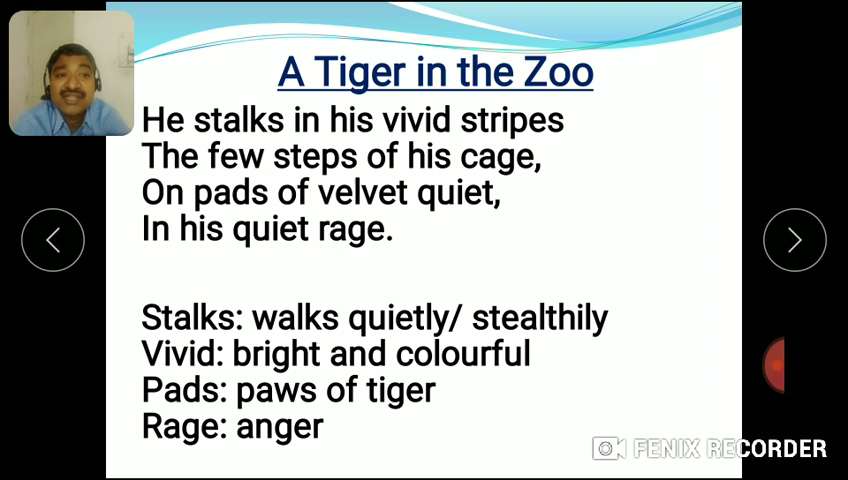 A Tiger in the Zoo
He stalks in his vivid stripes
The few steps of his cage,
On pads of velvet quiet,
In his quiet rage.
Stalks: walks quietly/ stealthily
Vivid: bright and colourful
Pads: paws of tiger
Rage: anger
FENIX RECORDER